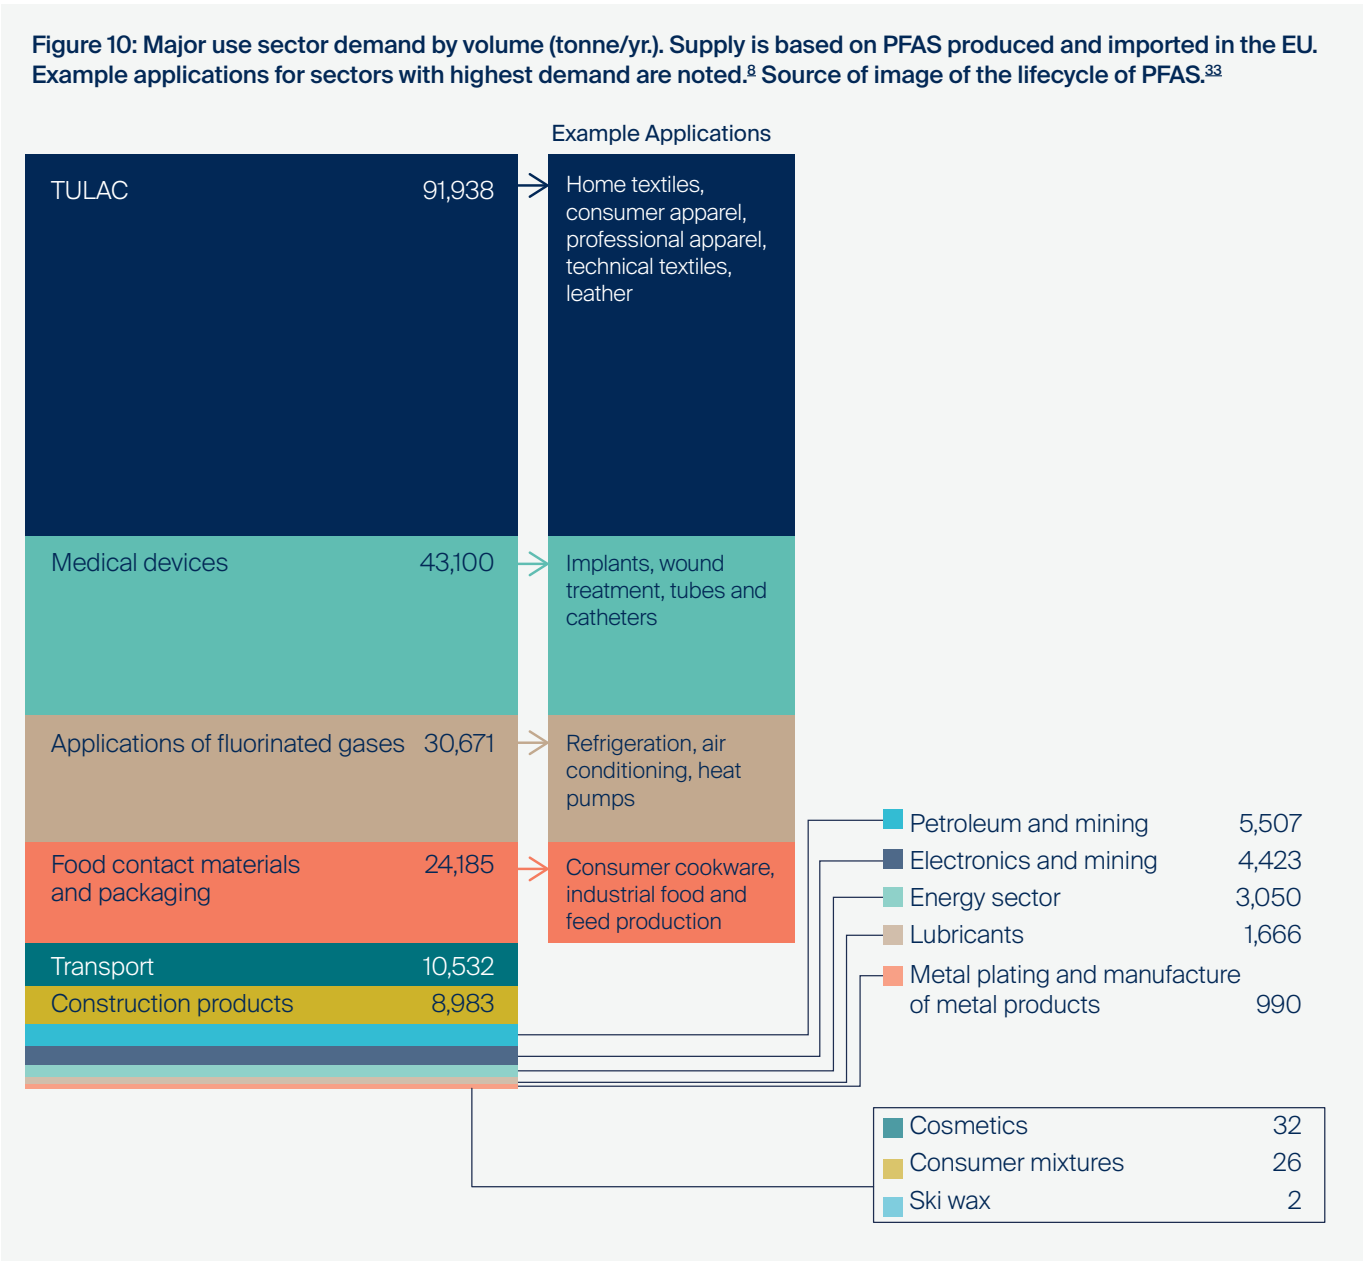 Figure 10: Major use sector demand by volume (tonne/yr.). Supply is based on PFAS produced and imported in the EU.
Example applications for sectors with highest demand are noted.8 Source of image of the lifecycle of PFAS.33
Example Applications
TULAC 91,938
Home textiles,
consumer apparel,
professional apparel,
technical textiles,
leather
Medical devices 43,100
Implants, wound
treatment, tubes and
catheters
Applications of fluorinated gases 30,671
Refrigeration, air
conditioning, heat
pumps
Food contact materials 24,185
and packaging
Consumer cookware,
industrial food and
feed production
Transport 10,532
Construction products 8,983
Petroleum and mining 5,507
Electronics and mining 4,423
Energy sector 3,050
Lubricants 1,666
Metal plating and manufacture
of metal products 990
Cosmetics 32
Consumer mixtures 26
Ski wax 2